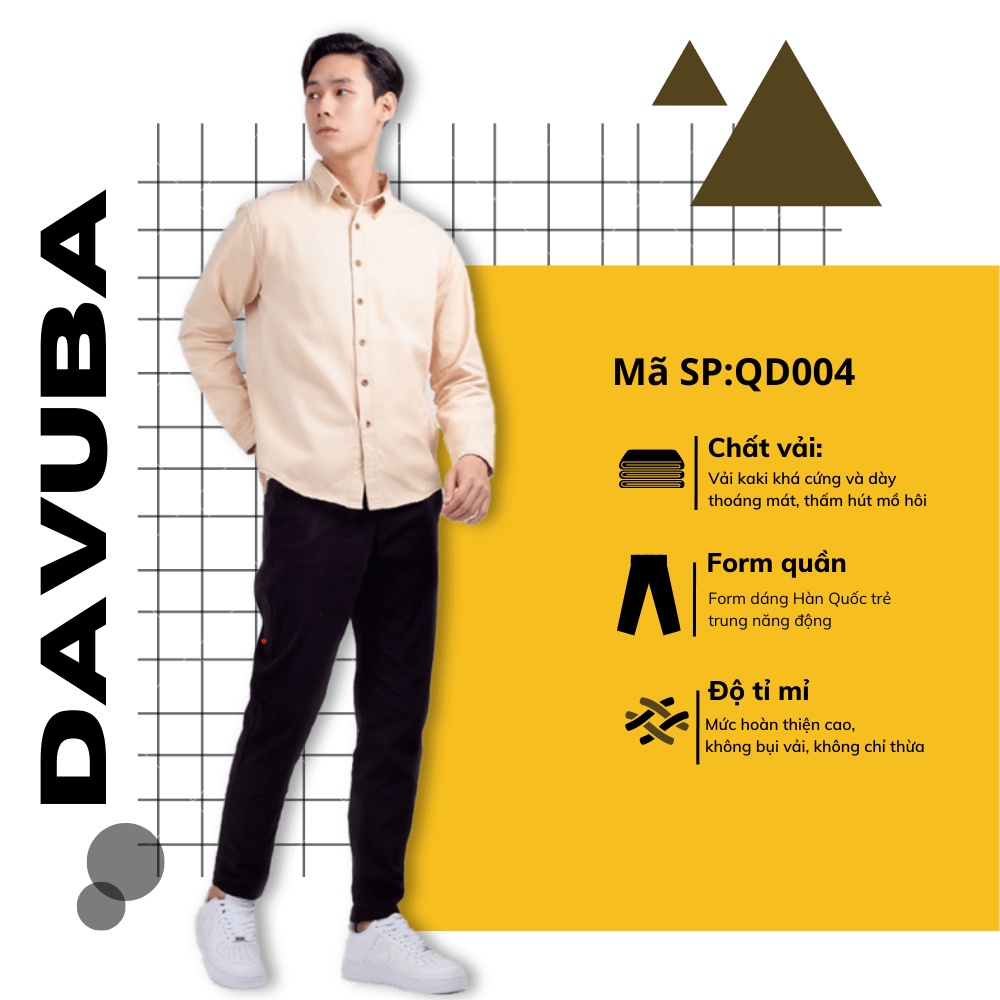 DAVUBA
Mã SP:QD004
Chất vải:
Vải kaki khá cứng và dày
thoáng mát, thấm hút mồ hôi
Form quần
Form dáng Hàn Quốc trẻ
trung năng động
Độ tỉ mỉ
Mức hoàn thiện cao,
không bụi vải, không chỉ thừa